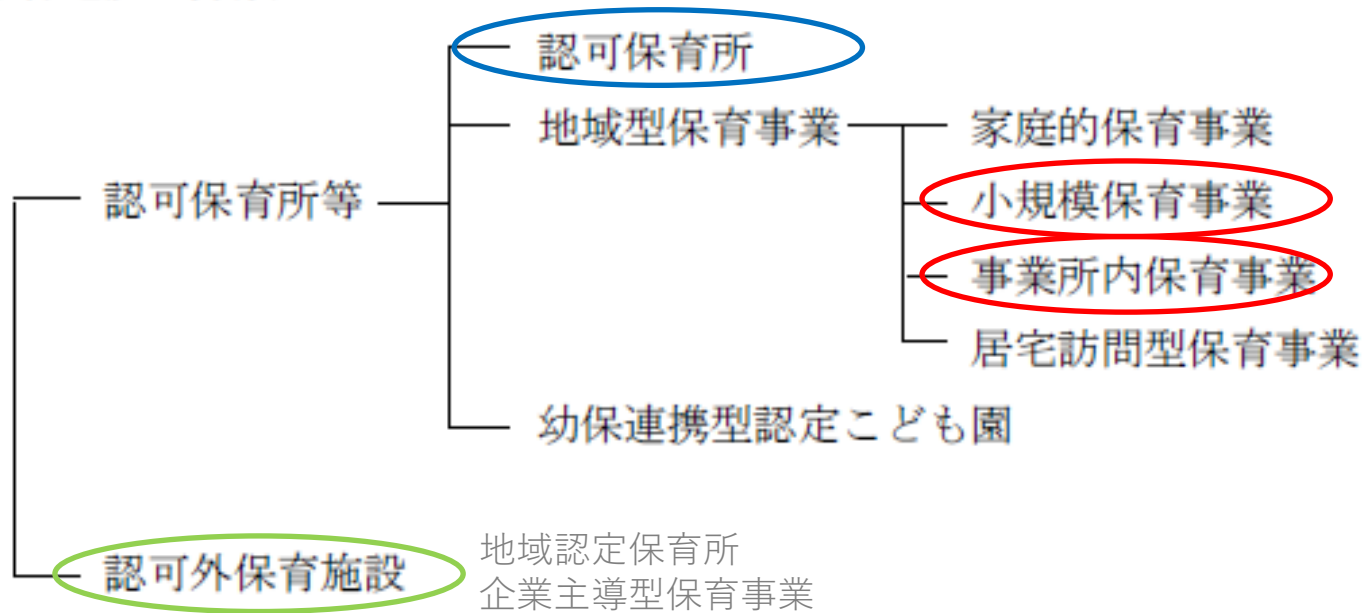 認可保育所
地域型保育事業
家庭的保育事業
認可保育所等
小規模保育事業
事業所内保育事業
居宅訪問型保育事業
幼保連携型認定こども園
認可外保育施設
地域認定保育所
企業主導型保育事業